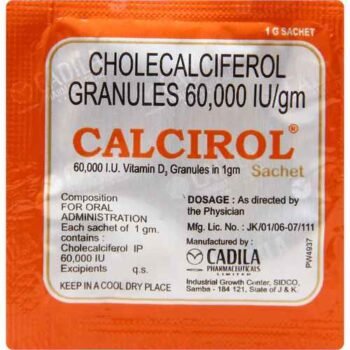 1 G SACHET
CHOLECALCIFEROL
GRANULES 60,000 IU/gm
CALCIROL®
60,000 I.U. Vitamin D₃ Granules in 1gm
Sachet
Composition
FOR ORAL
ADMINISTRATION
Each sachet of 1 gm.
contains :
Cholecalciferol IP
60,000 IU
Excipients q.s.
KEEP IN A COOL DRY PLACE
DOSAGE : As directed by
the Physician
Mfg. Lic. No. : JK/01/06-07/111
Manufactured by :
CADILA
PHARMACEUTICALS
LIMITED
Industrial Growth Center, SIDCO,
Samba - 184 121, State of J & K.
PW4937